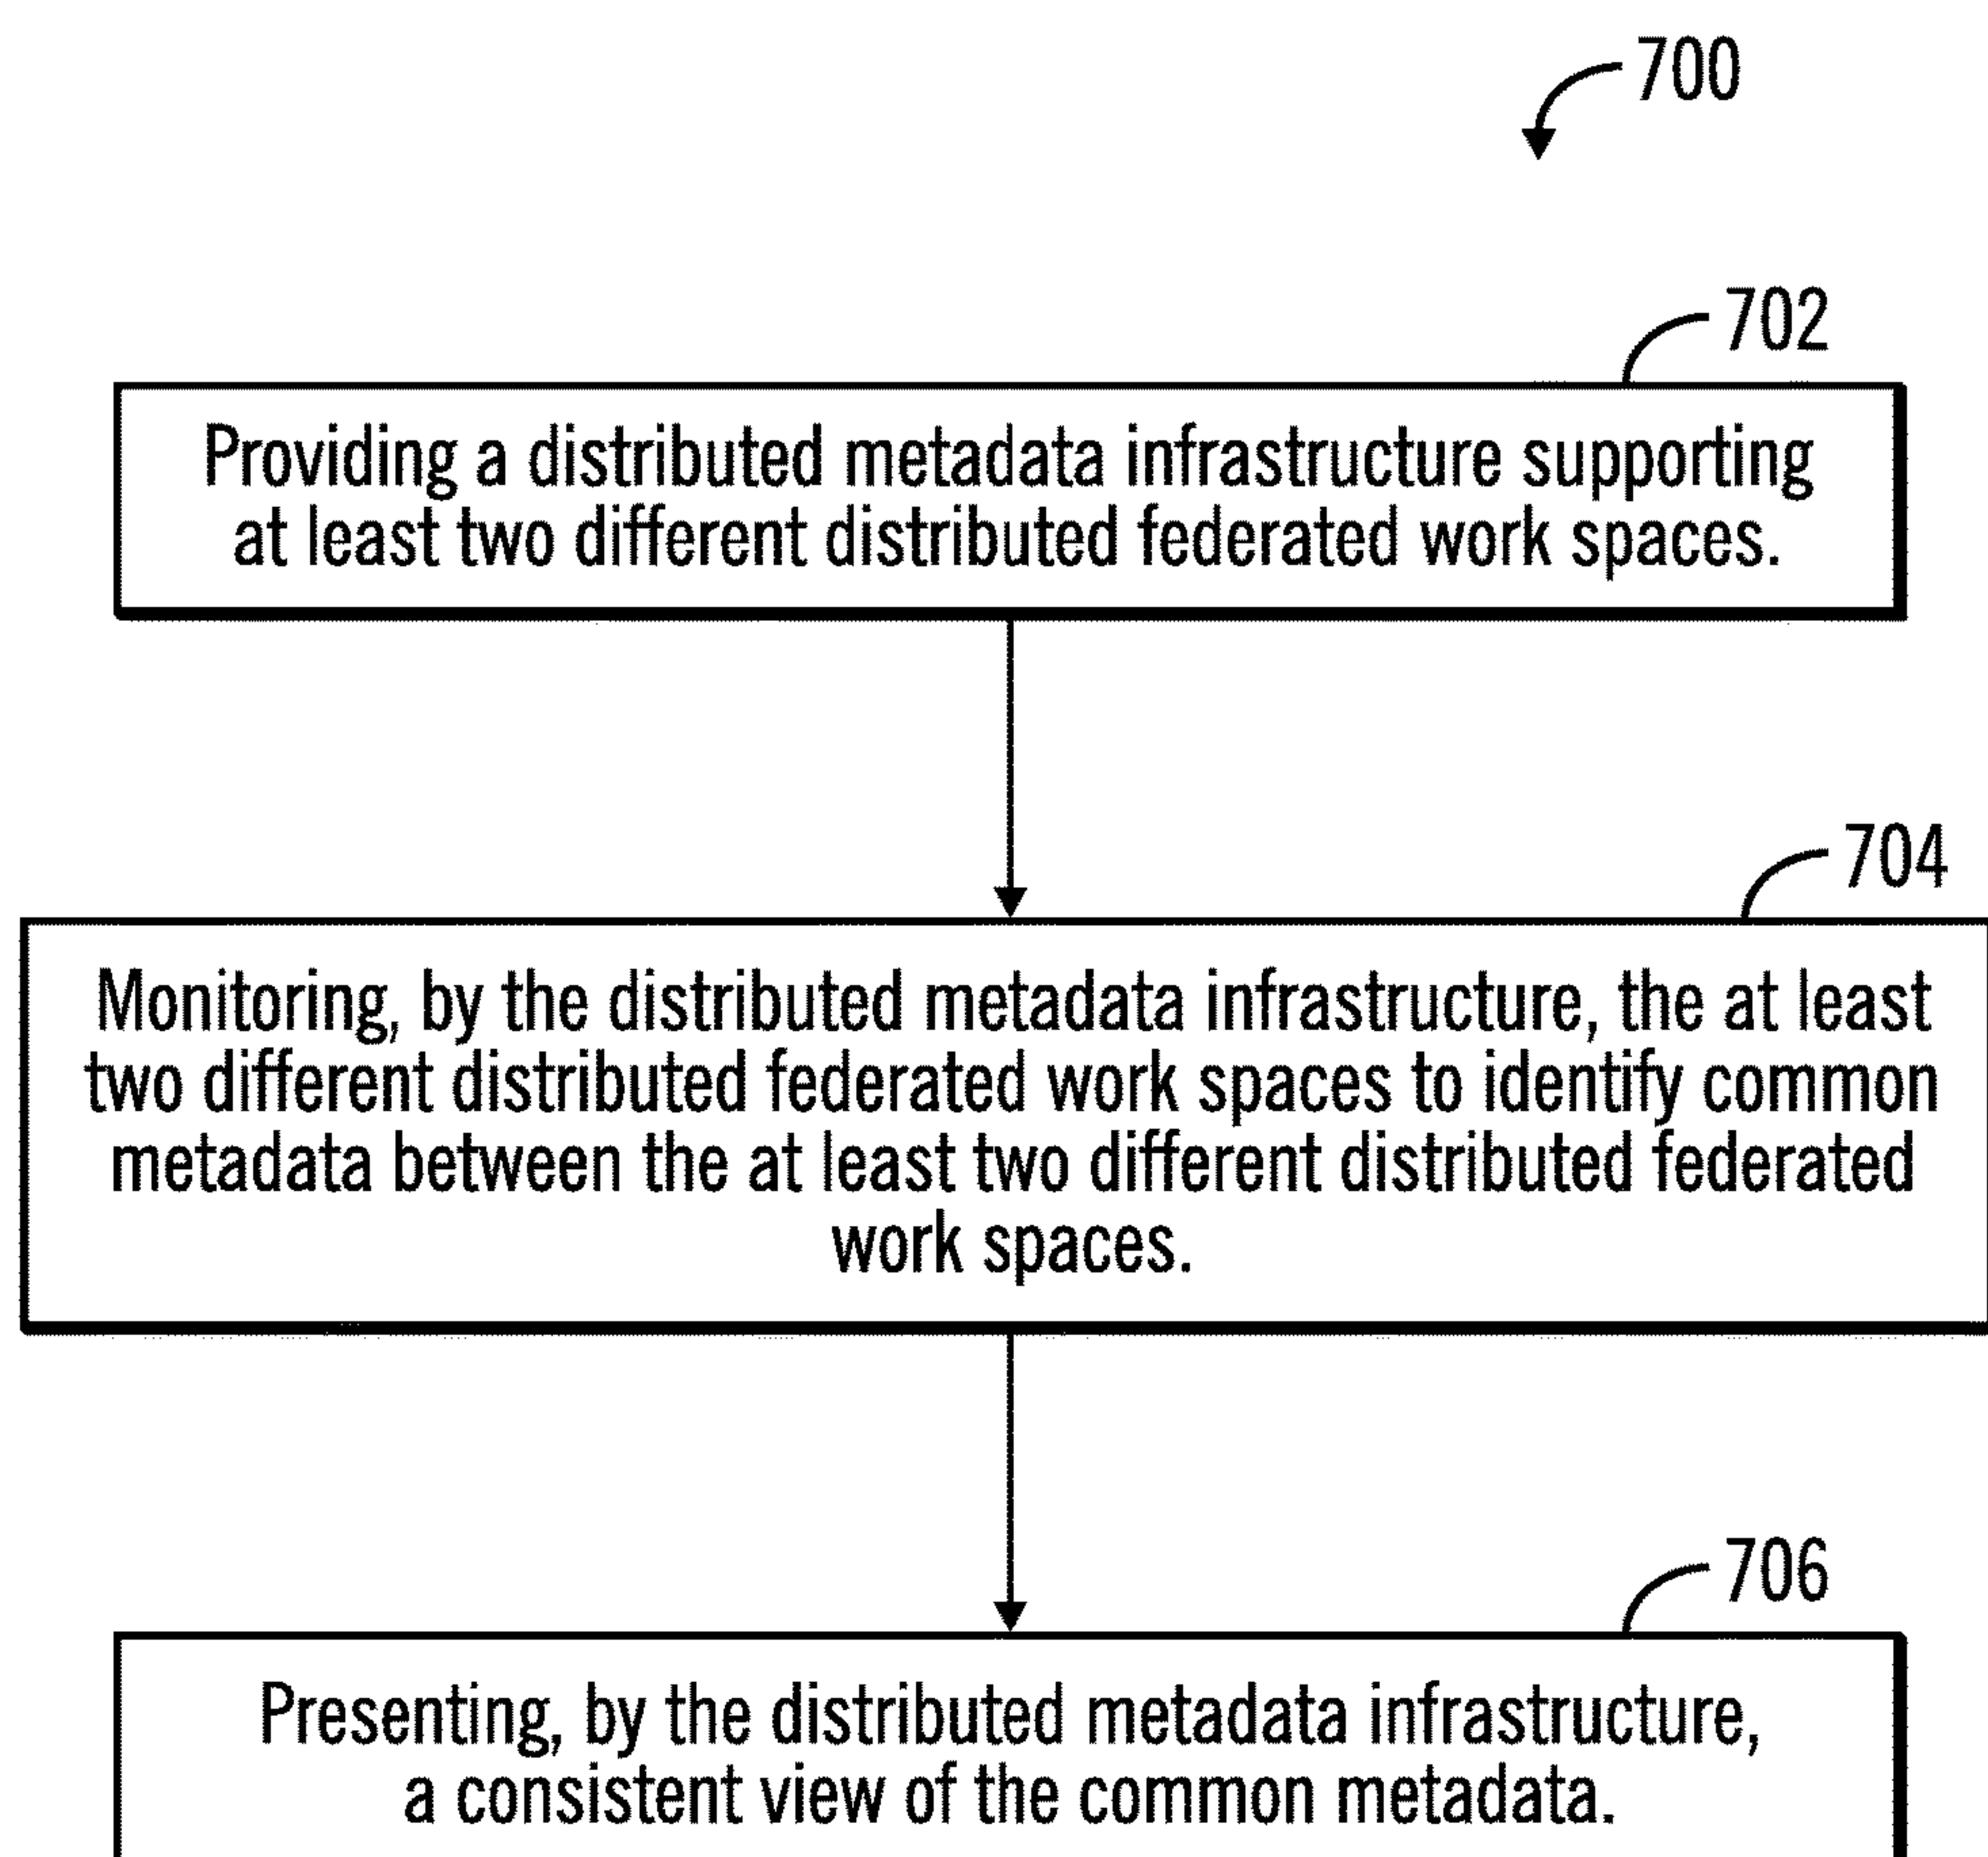 700
702
Providing a distributed metadata infrastructure supporting
at least two different distributed federated work spaces.
704
Monitoring, by the distributed metadata infrastructure, the at least
two different distributed federated work spaces to identify common
metadata between the at least two different distributed federated
work spaces.
706
Presenting, by the distributed metadata infrastructure,
a consistent view of the common metadata.